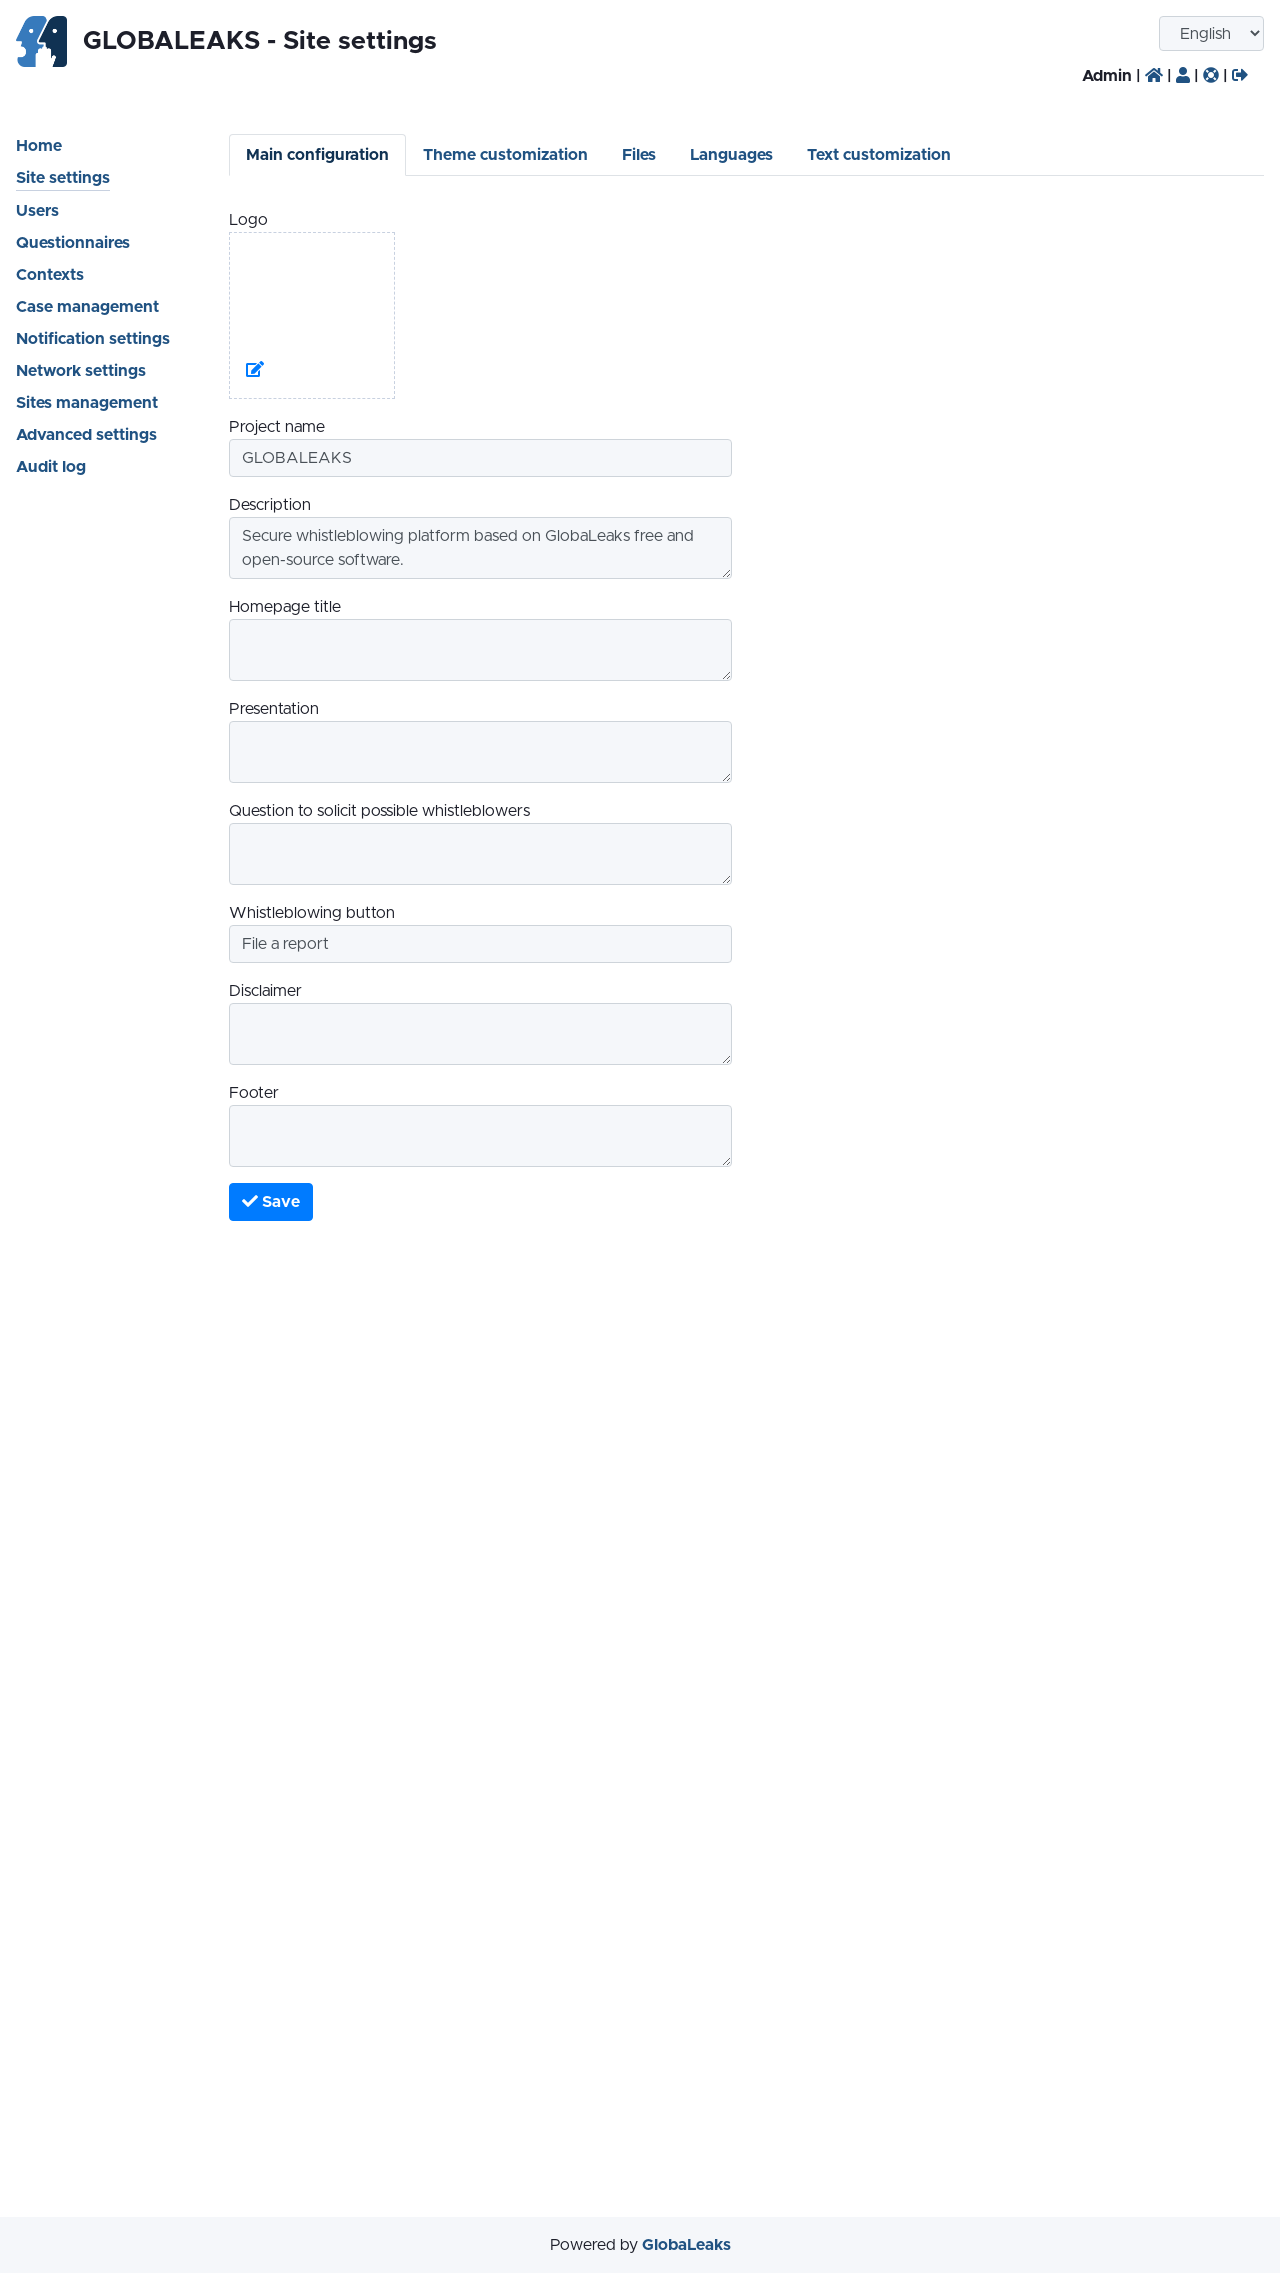 GLOBALEAKS - Site settings
English
Admin | | | |
Home
Site settings
Users
Questionnaires
Contexts
Case management
Notification settings
Network settings
Sites management
Advanced settings
Audit log
Main configuration Theme customization Files Languages Text customization
Logo
Project name
GLOBALEAKS
Description
Secure whistleblowing platform based on GlobaLeaks free and
open-source software.
Homepage title
Presentation
Question to solicit possible whistleblowers
Whistleblowing button
File a report
Disclaimer
Footer
Save
Powered by GlobaLeaks